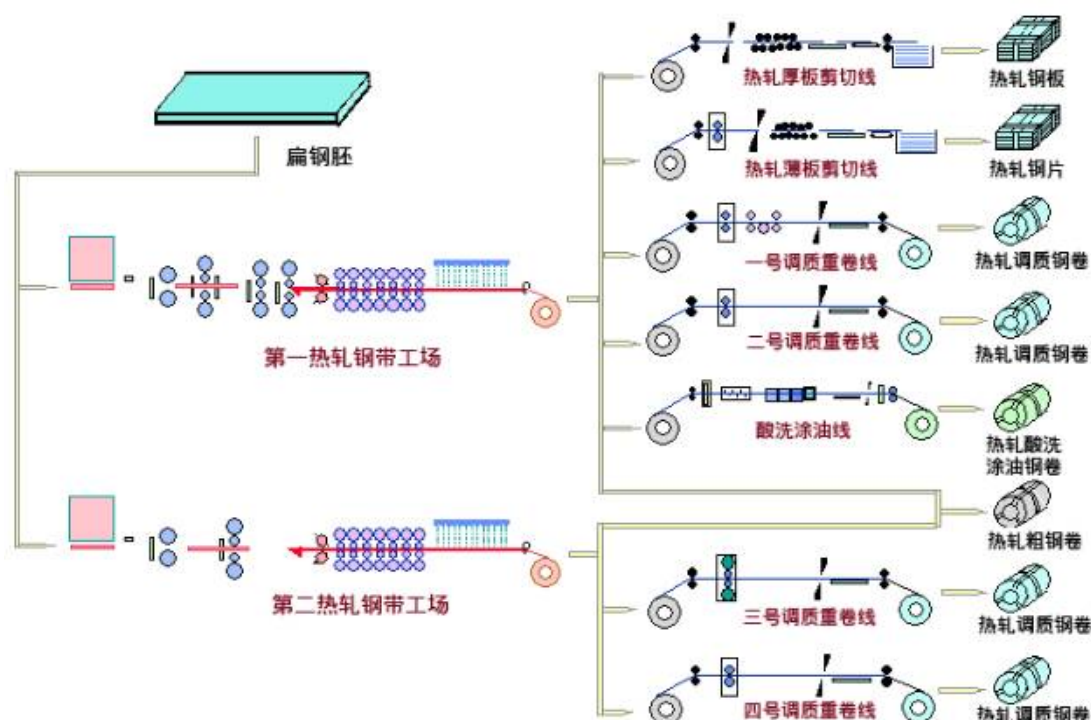 热轧厚板剪切线
热轧钢板
扁钢胚
热轧薄板剪切线
热轧钢片
一号调质重卷线
热轧调质钢卷
第一热轧钢带工场
二号调质重卷线
热轧调质钢卷
酸洗涂油线
热轧酸洗
涂油钢卷
热轧粗钢卷
第二热轧钢带工场
三号调质重卷线
热轧调质钢卷
四号调质重卷线
热轧调质钢卷